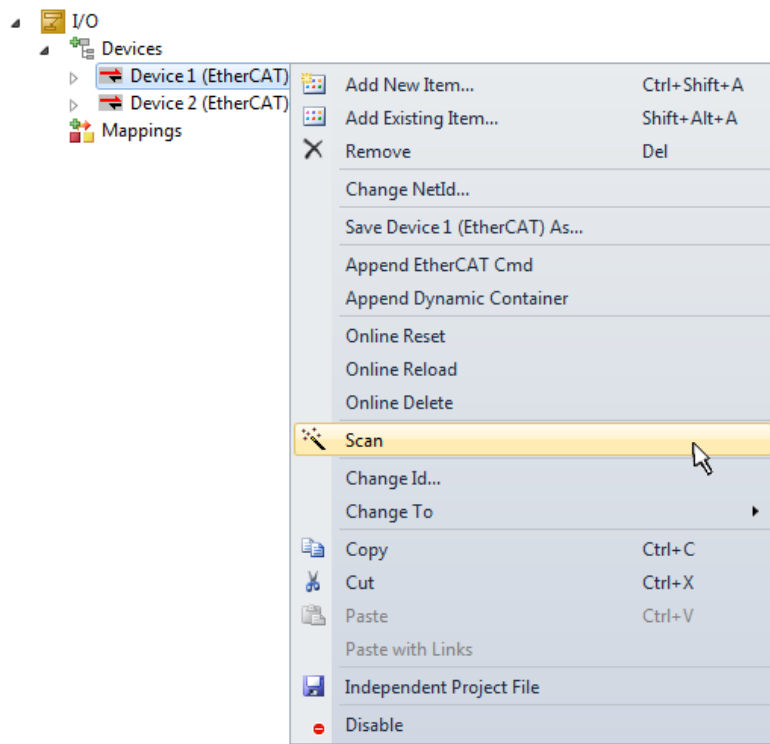 I/O
Devices
Device 1 (EtherCAT)
Device 2 (EtherCAT)
Mappings
Add New Item... Ctrl+Shift+A
Add Existing Item... Shift+Alt+A
Remove Del
Change NetId...
Save Device 1 (EtherCAT) As...
Append EtherCAT Cmd
Append Dynamic Container
Online Reset
Online Reload
Online Delete
Scan
Change Id...
Change To
Copy Ctrl+C
Cut Ctrl+X
Paste Ctrl+V
Paste with Links
Independent Project File
Disable